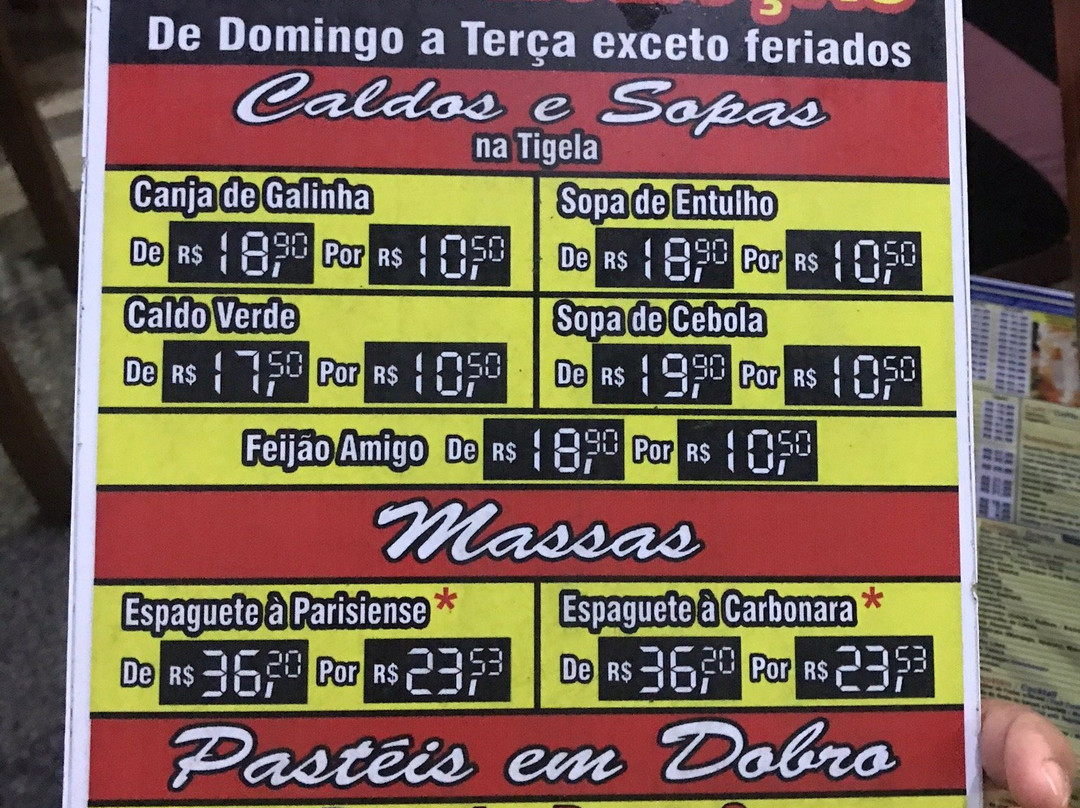 De Domingo a Terça exceto feriados
Caldos e Sopas
na Tigela
Canja de Galinha
De R$ 18,90 Por R$ 10,50
Sopa de Entulho
De R$ 18,90 Por R$ 10,50
Caldo Verde
De R$ 17,50 Por R$ 10,50
Sopa de Cebola
De R$ 19,90 Por R$ 10,50
Feijão Amigo De R$ 18,90 Por R$ 10,50
Massas
Espaguete à Parisiense*
De R$ 36,20 Por R$ 23,53
Espaguete à Carbonara*
De R$ 36,20 Por R$ 23,53
Pastéis em Dobro